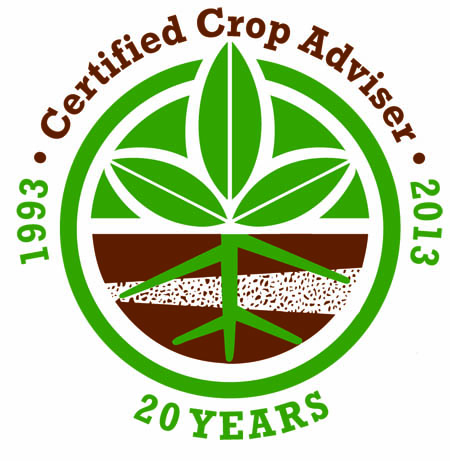 1993 • Certified Crop Adviser • 2013
20 YEARS